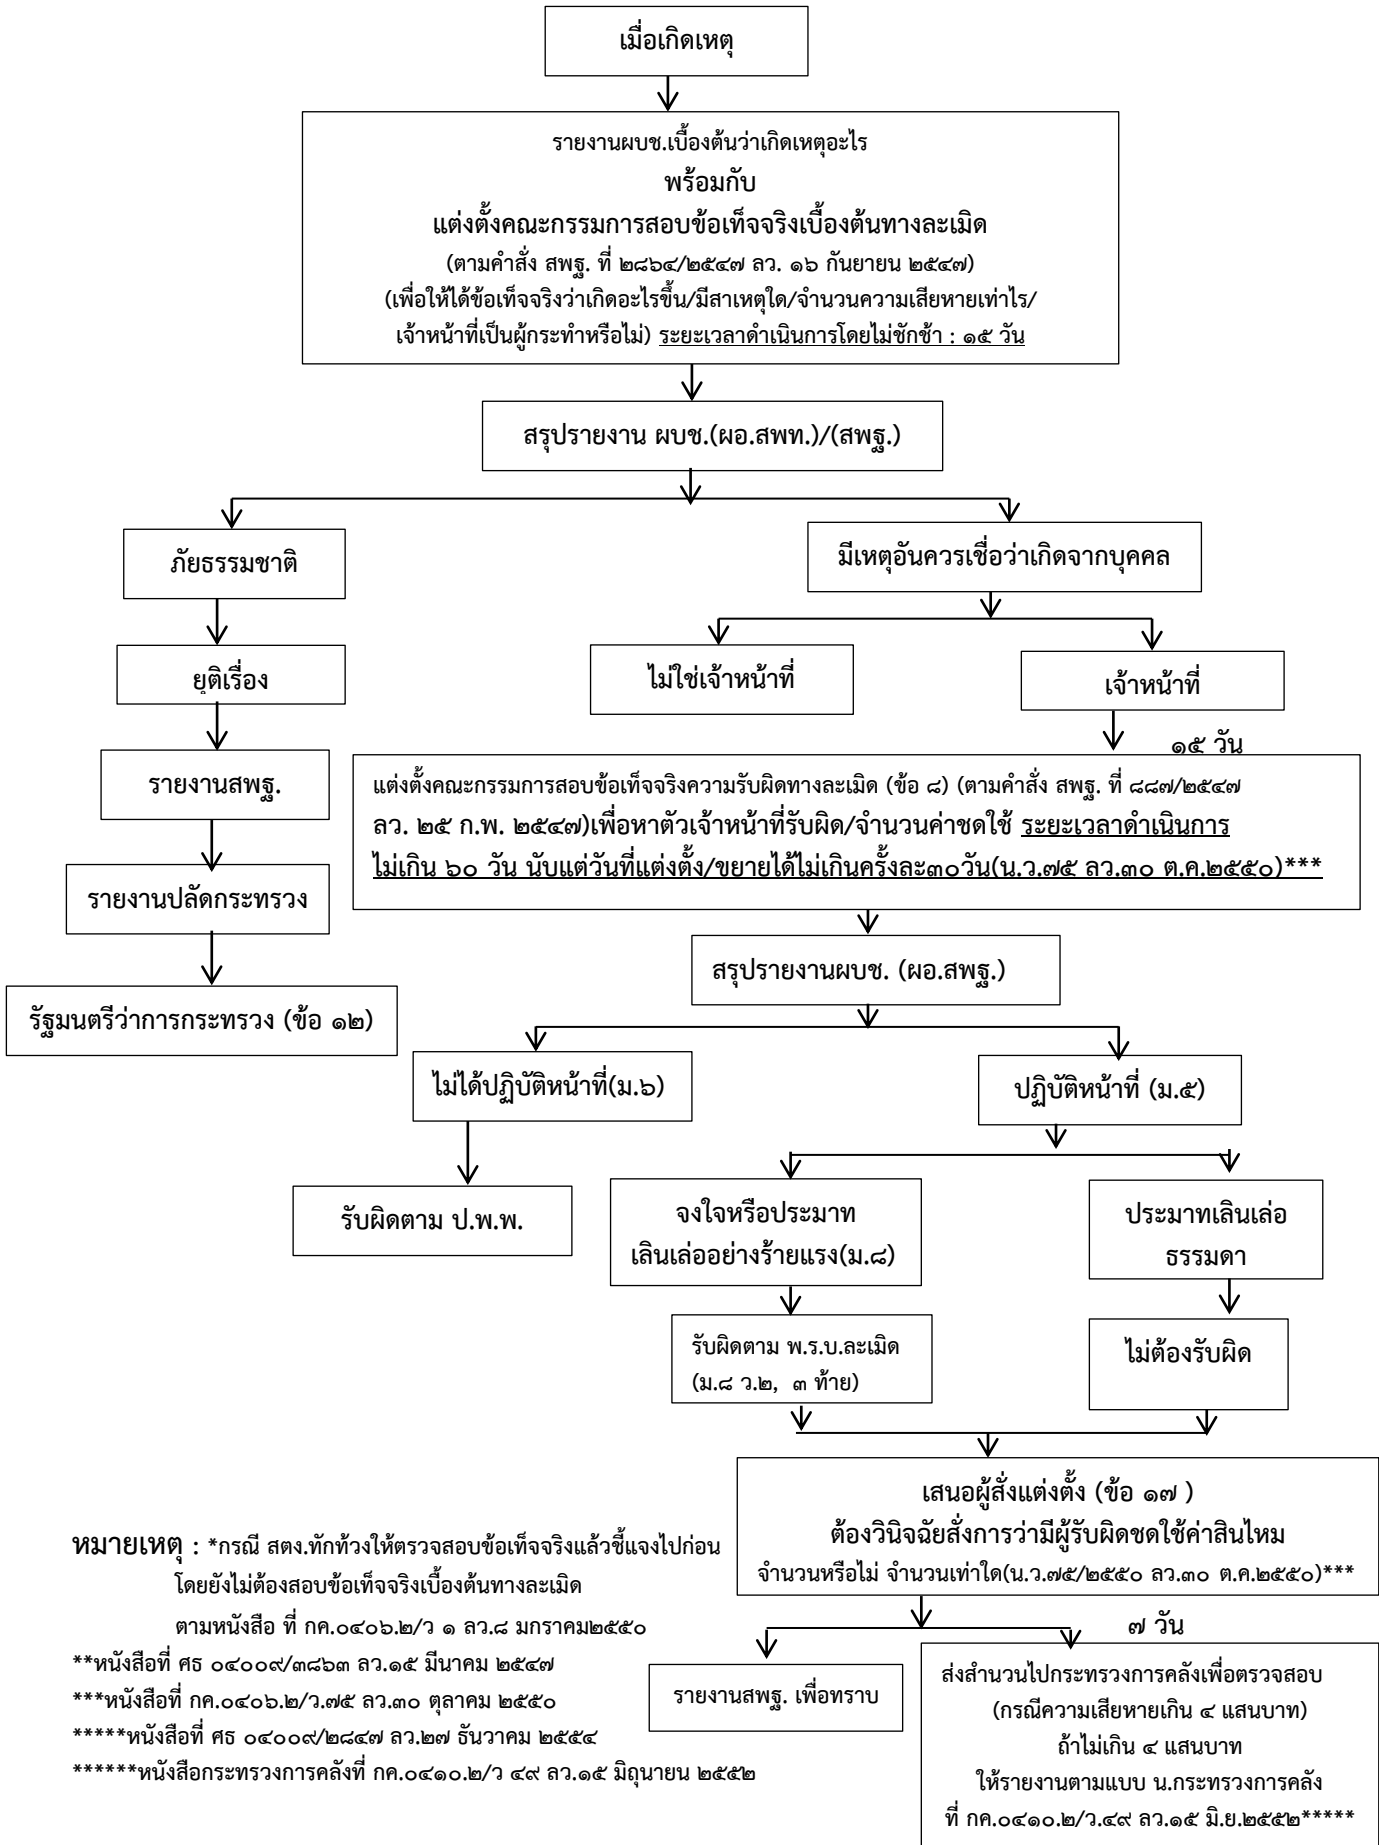 เมื่อเกิดเหตุ
รายงานผบช.เบื้องต้นว่าเกิดเหตุอะไร
พร้อมกับ
แต่งตั้งคณะกรรมการสอบข้อเท็จจริงเบื้องต้นทางละเมิด
(ตามคำสั่ง สพฐ. ที่ ๒๘๖๔/๒๕๔๗ ลว. ๑๖ กันยายน ๒๕๔๗)
(เพื่อให้ได้ข้อเท็จจริงว่าเกิดอะไรขึ้น/มีสาเหตุใด/จำนวนความเสียหายเท่าไร/
เจ้าหน้าที่เป็นผู้กระทำหรือไม่) ระยะเวลาดำเนินการโดยไม่ชักช้า : ๑๕ วัน
สรุปรายงาน ผบช.(ผอ.สพท.)/(สพฐ.)
ภัยธรรมชาติ
มีเหตุอันควรเชื่อว่าเกิดจากบุคคล
ยุติเรื่อง
ไม่ใช่เจ้าหน้าที่
เจ้าหน้าที่
๑๕ วัน
รายงานสพฐ.
แต่งตั้งคณะกรรมการสอบข้อเท็จจริงความรับผิดทางละเมิด (ข้อ ๘) (ตามคำสั่ง สพฐ. ที่ ๘๘๗/๒๕๔๗
ลว. ๒๕ ก.พ. ๒๕๔๗)เพื่อหาตัวเจ้าหน้าที่รับผิด/จำนวนค่าชดใช้ ระยะเวลาดำเนินการ
ไม่เกิน ๖๐ วัน นับแต่วันที่แต่งตั้ง/ขยายได้ไม่เกินครั้งละ๓๐วัน(น.ว.๗๕ ลว.๓๐ ต.ค.๒๕๕๐)***
รายงานปลัดกระทรวง
สรุปรายงานผบช. (ผอ.สพฐ.)
รัฐมนตรีว่าการกระทรวง (ข้อ ๑๒)
ไม่ได้ปฏิบัติหน้าที่(ม.๖)
ปฏิบัติหน้าที่ (ม.๕)
รับผิดตาม ป.พ.พ.
จงใจหรือประมาท
เลินเล่ออย่างร้ายแรง(ม.๘)
ประมาทเลินเล่อ
ธรรมดา
รับผิดตาม พ.ร.บ.ละเมิด
(ม.๘ ว.๒, ๓ ท้าย)
ไม่ต้องรับผิด
เสนอผู้สั่งแต่งตั้ง (ข้อ ๑๗ )
ต้องวินิจฉัยสั่งการว่ามีผู้รับผิดชดใช้ค่าสินไหม
จำนวนหรือไม่ จำนวนเท่าใด(น.ว.๗๕/๒๕๕๐ ลว.๓๐ ต.ค.๒๕๕๐)***
หมายเหตุ : *กรณี สตง.ทักท้วงให้ตรวจสอบข้อเท็จจริงแล้วชี้แจงไปก่อน
โดยยังไม่ต้องสอบข้อเท็จจริงเบื้องต้นทางละเมิด
ตามหนังสือ ที่ กค.๐๔๐๖.๒/ว ๑ ลว.๘ มกราคม๒๕๕๐
**หนังสือที่ ศธ ๐๔๐๐๙/๓๘๖๓ ลว.๑๕ มีนาคม ๒๕๔๗
***หนังสือที่ กค.๐๔๐๖.๒/ว.๗๕ ลว.๓๐ ตุลาคม ๒๕๕๐
*****หนังสือที่ ศธ ๐๔๐๐๙/๒๘๔๗ ลว.๒๗ ธันวาคม ๒๕๕๔
******หนังสือกระทรวงการคลังที่ กค.๐๔๑๐.๒/ว ๔๙ ลว.๑๕ มิถุนายน ๒๕๕๒
๗ วัน
รายงานสพฐ. เพื่อทราบ
ส่งสำนวนไปกระทรวงการคลังเพื่อตรวจสอบ
(กรณีความเสียหายเกิน ๔ แสนบาท)
ถ้าไม่เกิน ๔ แสนบาท
ให้รายงานตามแบบ น.กระทรวงการคลัง
ที่ กค.๐๔๑๐.๒/ว.๔๙ ลว.๑๕ มิ.ย.๒๕๕๒*****